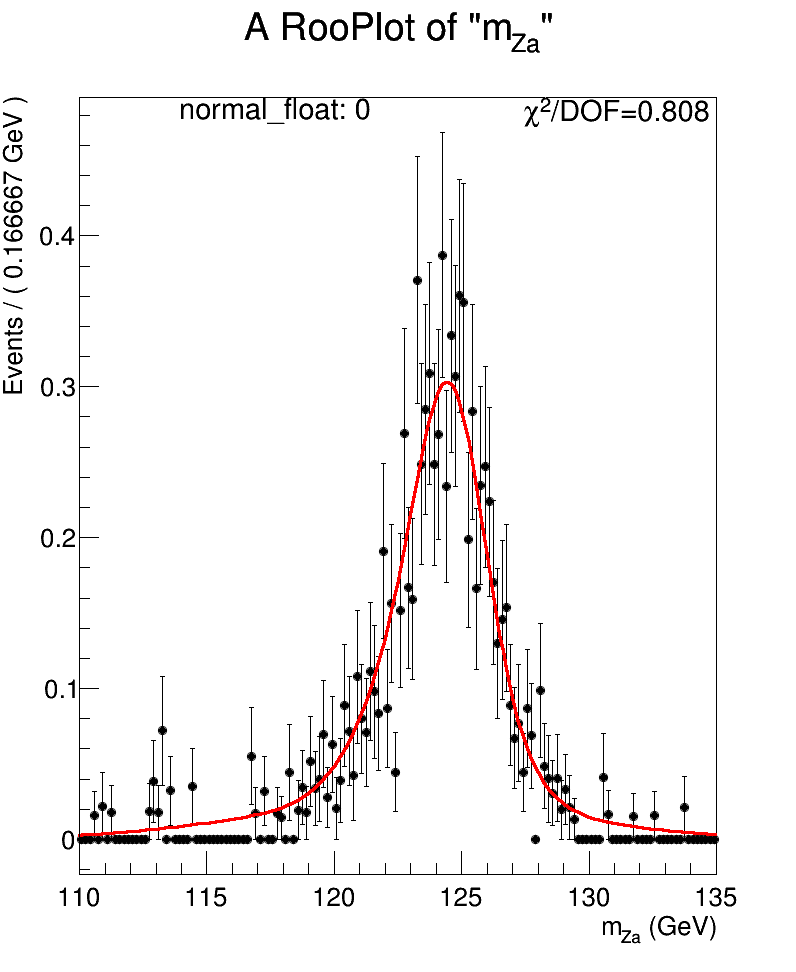 A RooPlot of "m_Za"
normal_float: 0
χ²/DOF=0.808
Events / ( 0.166667 GeV )
0.4
0.3
0.2
0.1
0
110 115 120 125 130 135
m_Za (GeV)